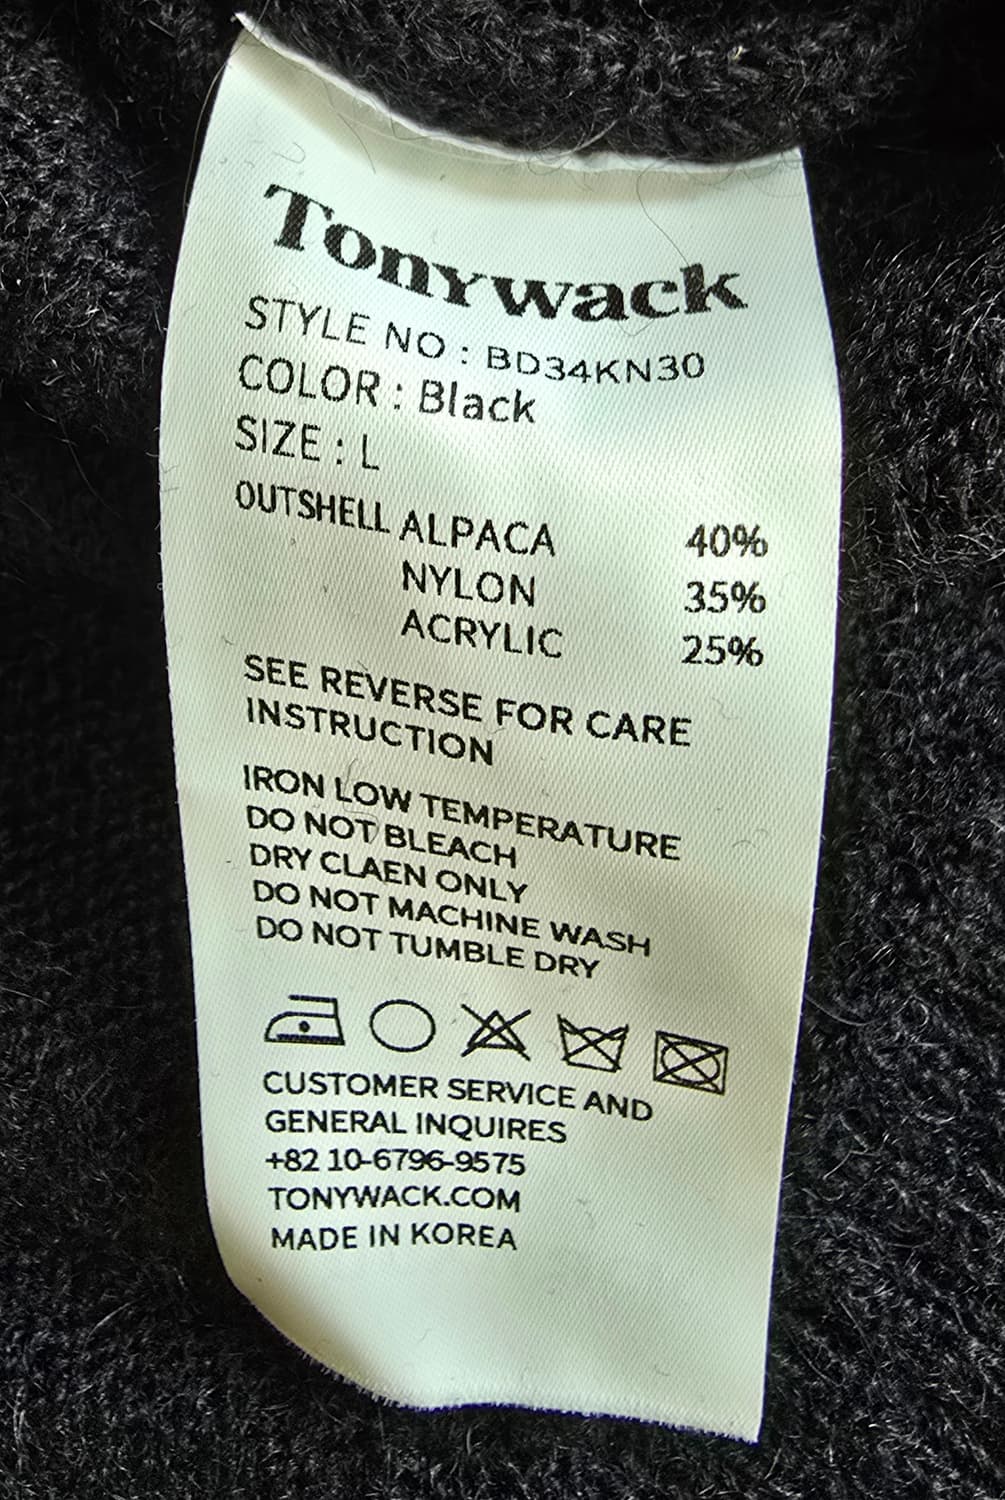 Tonywack
STYLE NO : BD34KN30
COLOR : Black
SIZE : L
OUTSHELL ALPACA 40%
NYLON 35%
ACRYLIC 25%
SEE REVERSE FOR CARE
INSTRUCTION
IRON LOW TEMPERATURE
DO NOT BLEACH
DRY CLAEN ONLY
DO NOT MACHINE WASH
DO NOT TUMBLE DRY
CUSTOMER SERVICE AND
GENERAL INQUIRES
+82 10-6796-9575
TONYWACK.COM
MADE IN KOREA